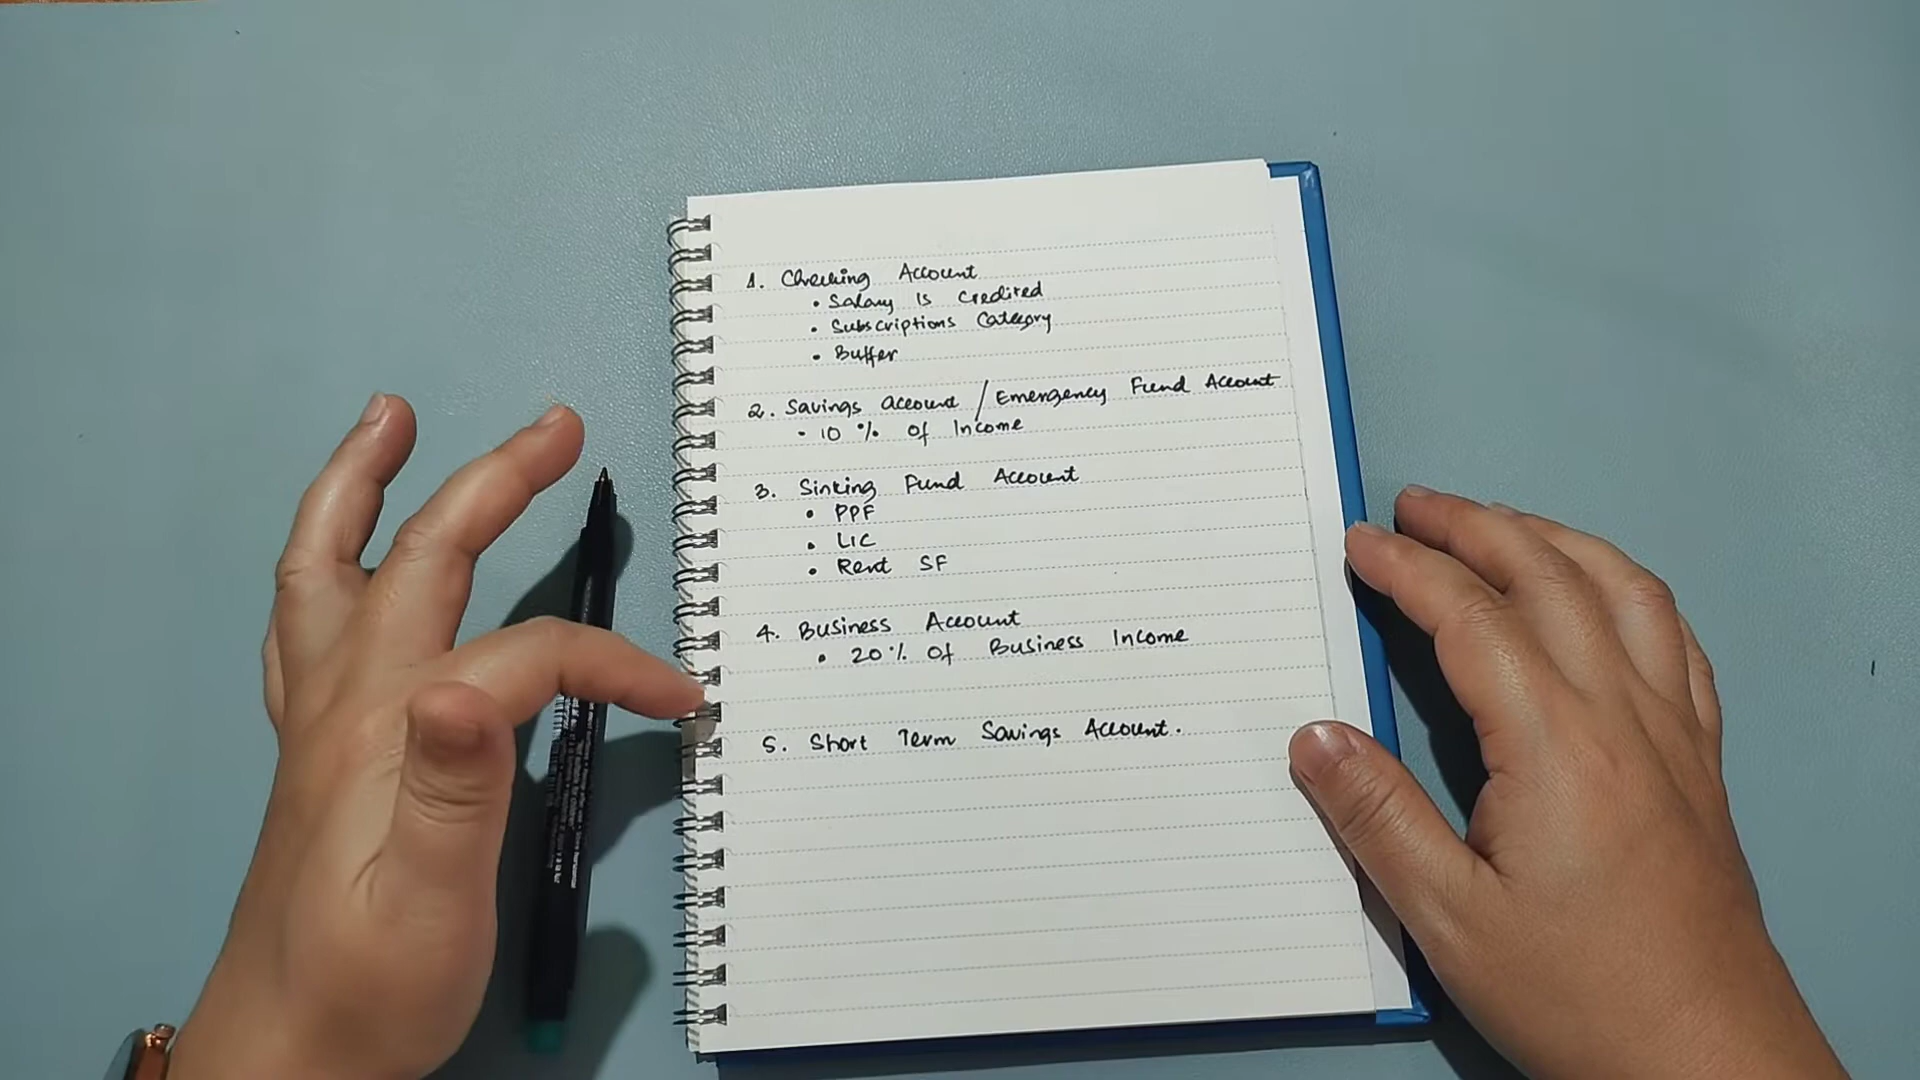 1. Checking Account
• Salary is credited
• Subscriptions Category
• Buffer
2. Savings account / Emergency Fund Account
- 10 % of Income
3. Sinking Fund Account
• PPF
• LIC
• Rent SF
4. Business Account
• 20% Of Business Income
5. Short Term Savings Account.